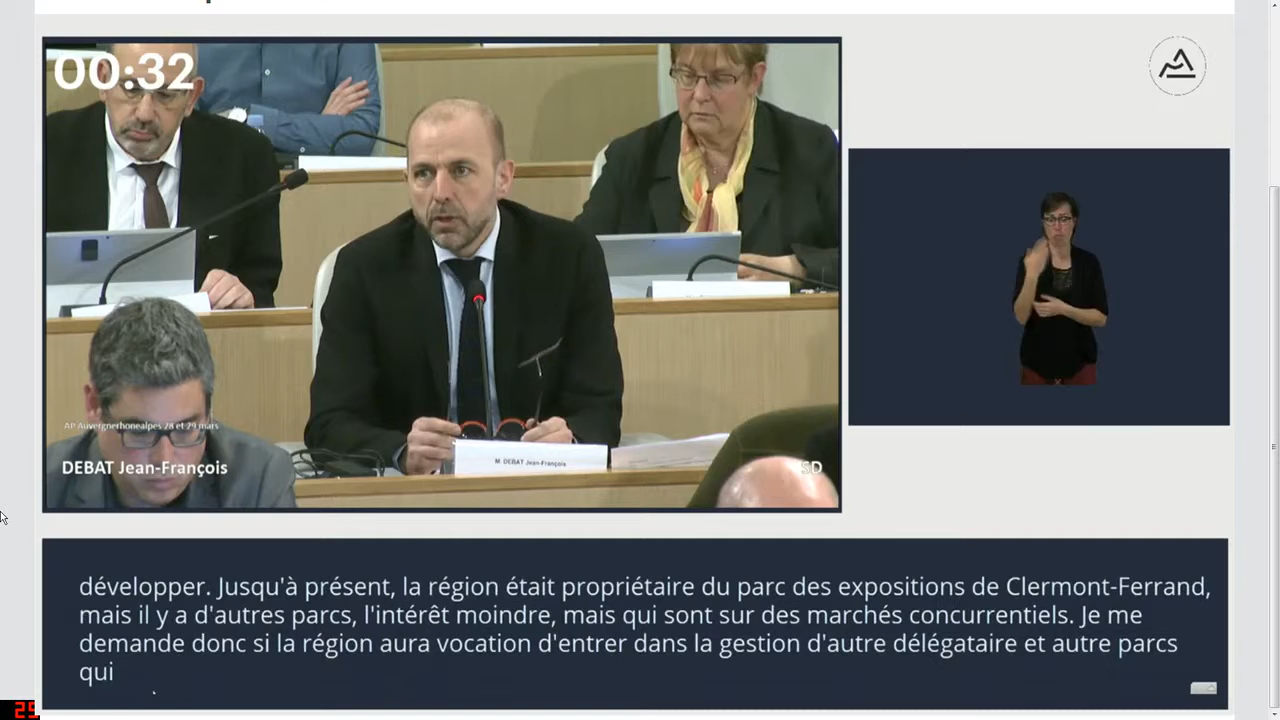 00:32
AP Auvergnerhonealpes 28 et 29 mars
DEBAT Jean-François
SD
M. DEBAT Jean-François
développer. Jusqu'à présent, la région était propriétaire du parc des expositions de Clermont-Ferrand,
mais il y a d'autres parcs, l'intérêt moindre, mais qui sont sur des marchés concurrentiels. Je me
demande donc si la région aura vocation d'entrer dans la gestion d'autre délégataire et autre parcs
qui
25